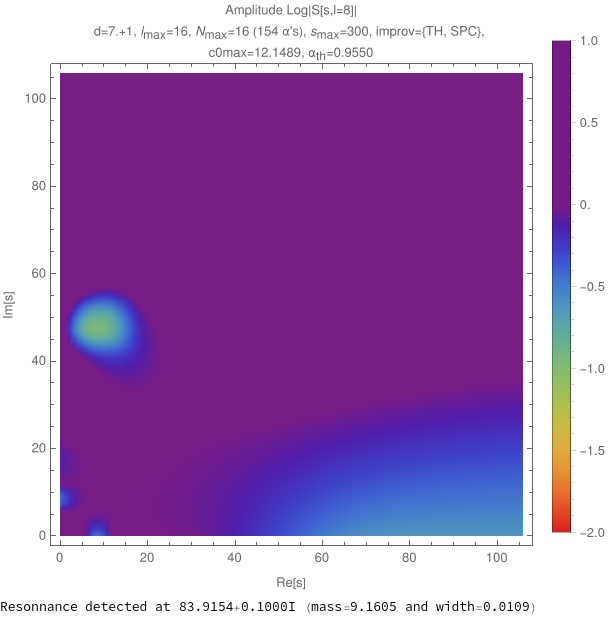 Amplitude Log|S[s,l=8]|
d=7.+1, lmax=16, Nmax=16 (154 α's), smax=300, improv={TH, SPC},
c0max=12.1489, αth=0.9550
1.0
0.5
0.
−0.5
−1.0
−1.5
−2.0
100
80
60
40
20
0
Im[s]
0 20 40 60 80 100
Re[s]
Resonnance detected at 83.9154+0.1000I (mass=9.1605 and width=0.0109)